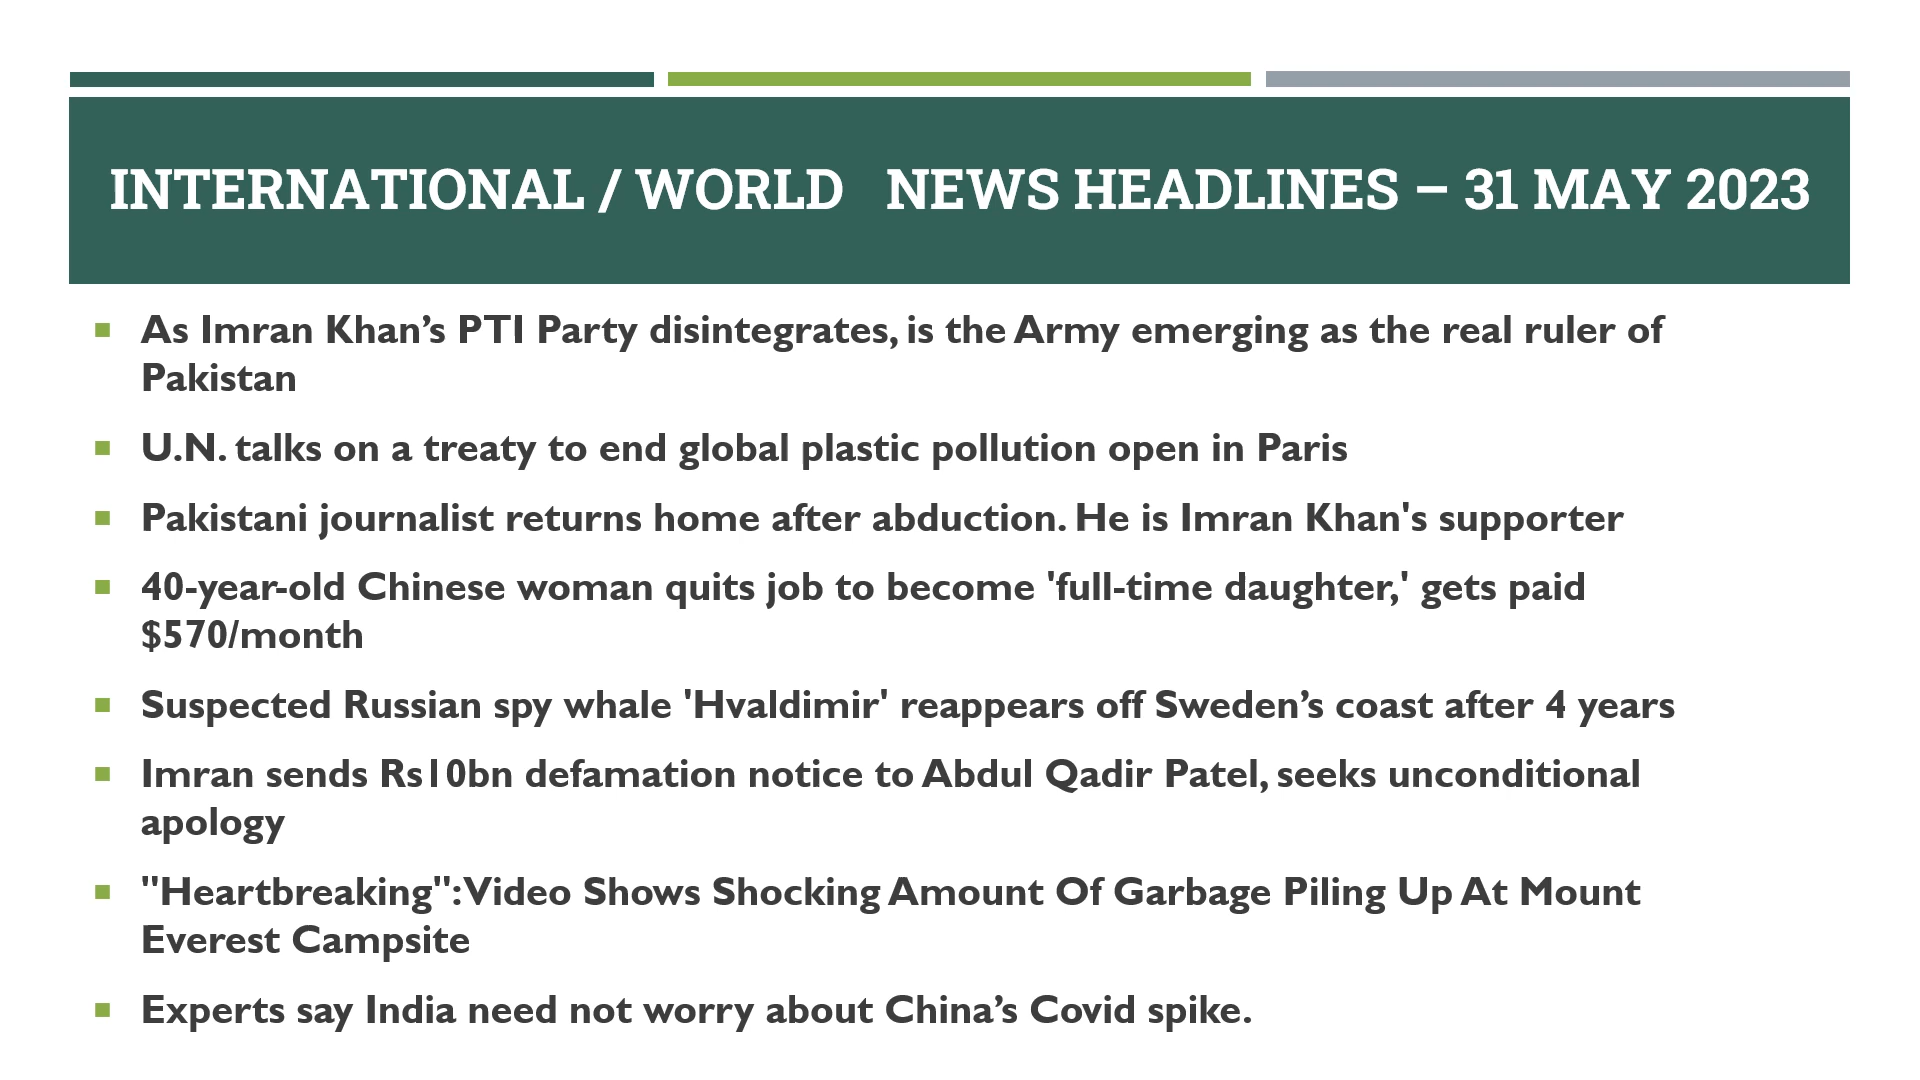 INTERNATIONAL / WORLD NEWS HEADLINES – 31 MAY 2023
As Imran Khan’s PTI Party disintegrates, is the Army emerging as the real ruler of
Pakistan
U.N. talks on a treaty to end global plastic pollution open in Paris
Pakistani journalist returns home after abduction. He is Imran Khan's supporter
40-year-old Chinese woman quits job to become 'full-time daughter,' gets paid
$570/month
Suspected Russian spy whale 'Hvaldimir' reappears off Sweden’s coast after 4 years
Imran sends Rs10bn defamation notice to Abdul Qadir Patel, seeks unconditional
apology
"Heartbreaking": Video Shows Shocking Amount Of Garbage Piling Up At Mount
Everest Campsite
Experts say India need not worry about China’s Covid spike.